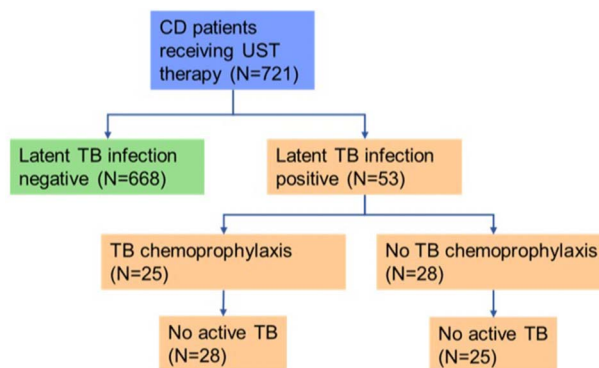 CD patients
receiving UST
therapy (N=721)
Latent TB infection
negative (N=668)
Latent TB infection
positive (N=53)
TB chemoprophylaxis
(N=25)
No TB chemoprophylaxis
(N=28)
No active TB
(N=28)
No active TB
(N=25)